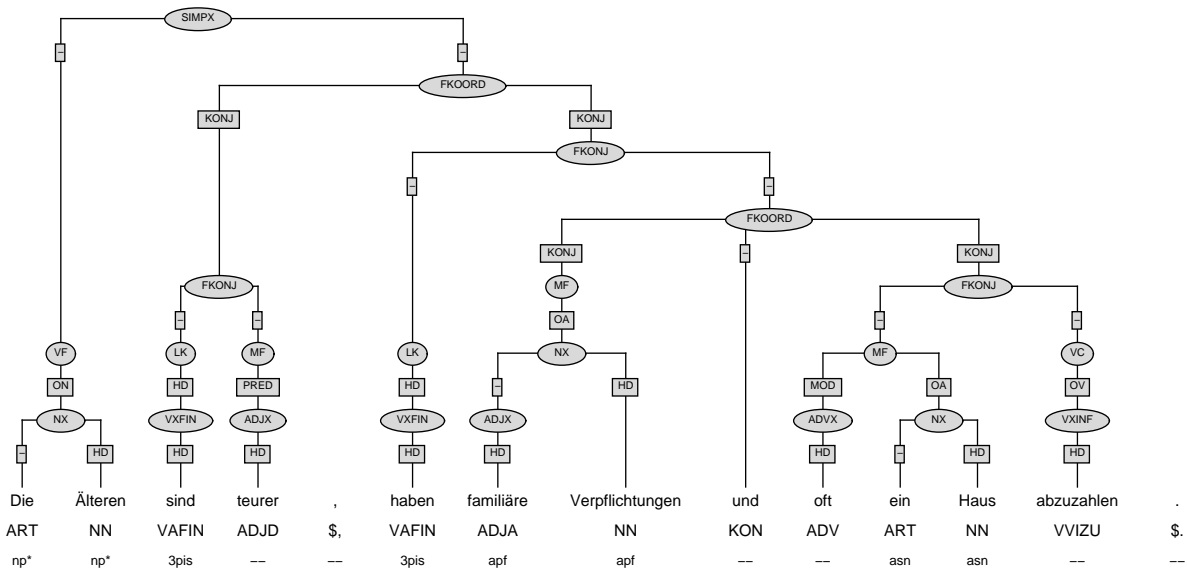 SIMPX
– –
FKOORD
KONJ KONJ
FKONJ
– –
FKOORD
KONJ – KONJ
FKONJ MF FKONJ
– – OA – –
VF LK MF LK NX MF VC
ON HD PRED HD – HD MOD OA OV
NX VXFIN ADJX VXFIN ADJX ADVX NX VXINF
– HD HD HD HD HD HD – HD HD
Die Älteren sind teurer , haben familiäre Verpflichtungen und oft ein Haus abzuzahlen .
ART NN VAFIN ADJD $, VAFIN ADJA NN KON ADV ART NN VVIZU $.
np* np* 3pis –– –– 3pis apf apf –– –– asn asn –– ––